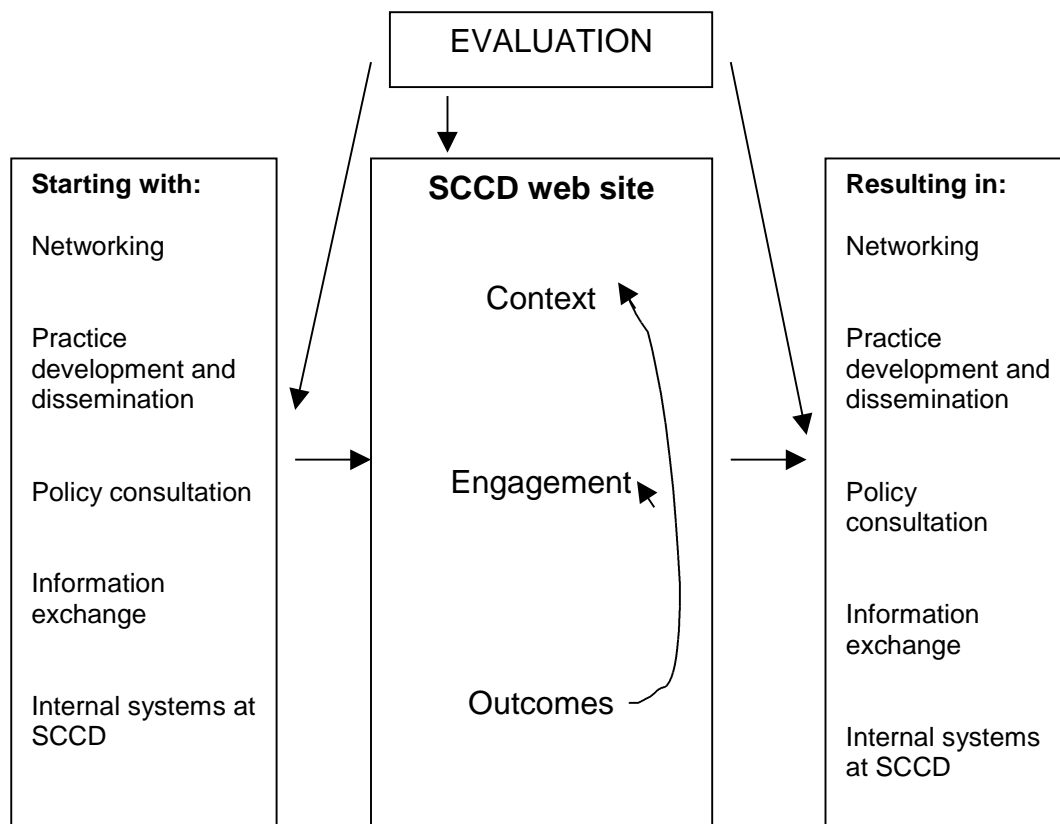 EVALUATION
Starting with:
Networking
Practice
development and
dissemination
Policy consultation
Information
exchange
Internal systems at
SCCD
SCCD web site
Context
Engagement
Outcomes
Resulting in:
Networking
Practice
development and
dissemination
Policy
consultation
Information
exchange
Internal systems
at SCCD